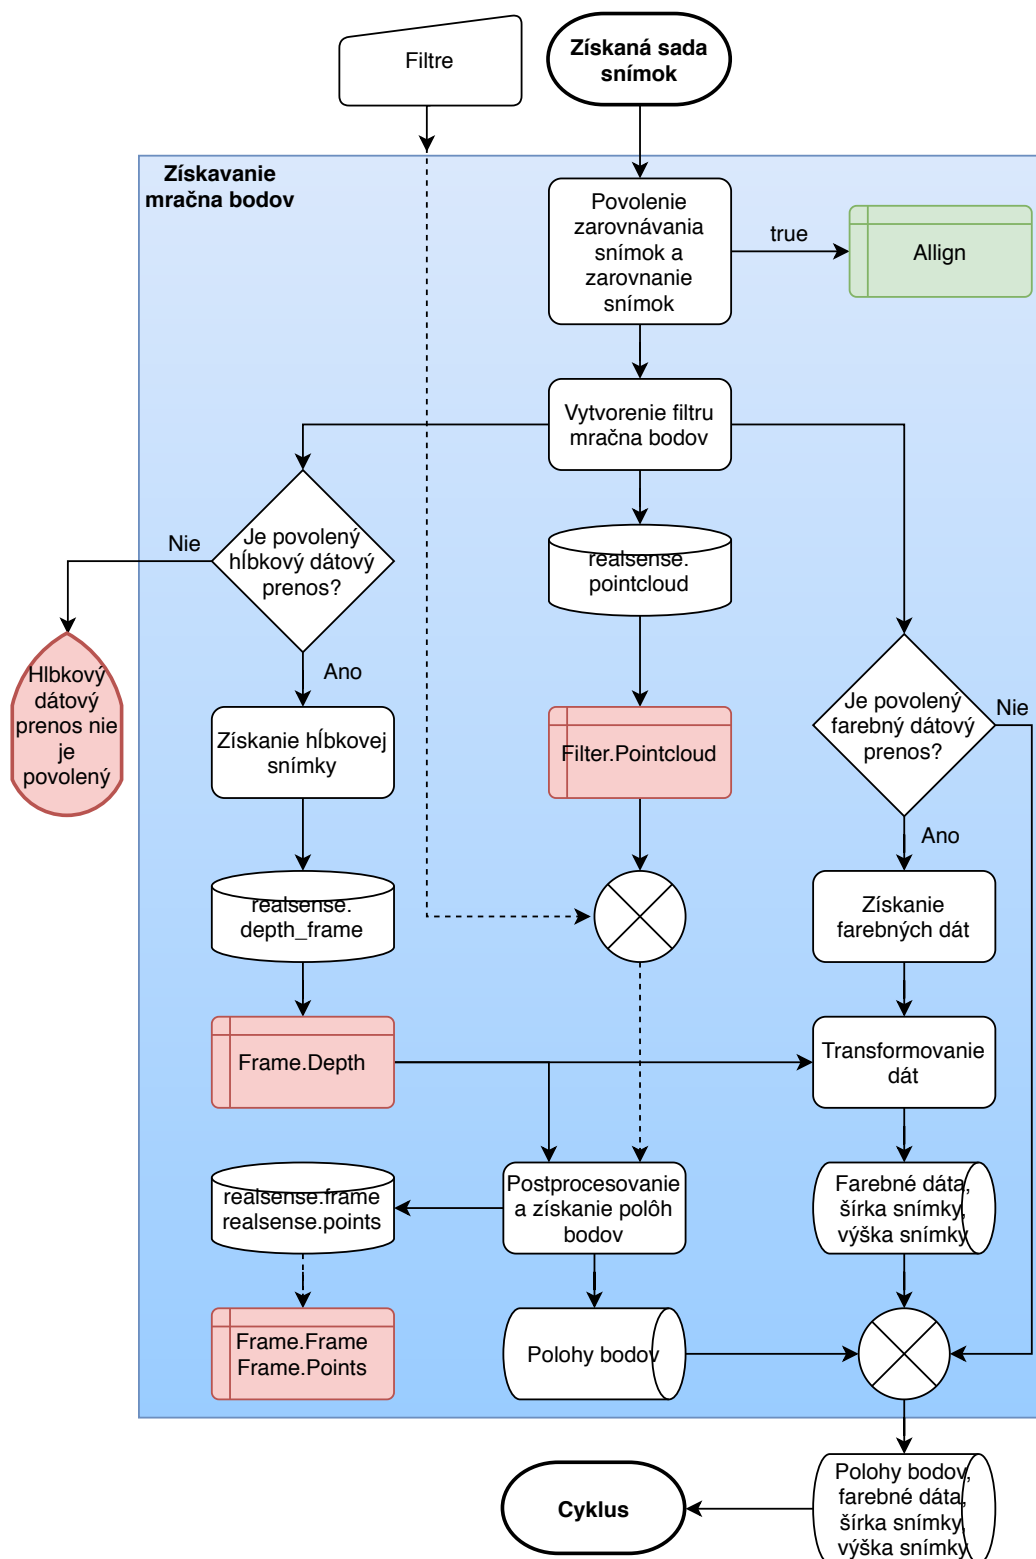 Filtre
Získaná sada
snímok
Získavanie
mračna bodov
Povolenie
zarovnávania
snímok a
zarovnanie
snímok
true
Allign
Vytvorenie filtru
mračna bodov
Je povolený
hĺbkový dátový
prenos?
Nie
realsense.
pointcloud
Hlbkový
dátový
prenos nie
je
povolený
Ano
Je povolený
farebný dátový
prenos?
Nie
Získanie hĺbkovej
snímky
Filter.Pointcloud
Ano
realsense.
depth_frame
Získanie
farebných dát
Frame.Depth
Transformovanie
dát
realsense.frame
realsense.points
Postprocesovanie
a získanie polôh
bodov
Farebné dáta,
šírka snímky,
výška snímky
Frame.Frame
Frame.Points
Polohy bodov
Cyklus
Polohy bodov,
farebné dáta,
šírka snímky,
výška snímky